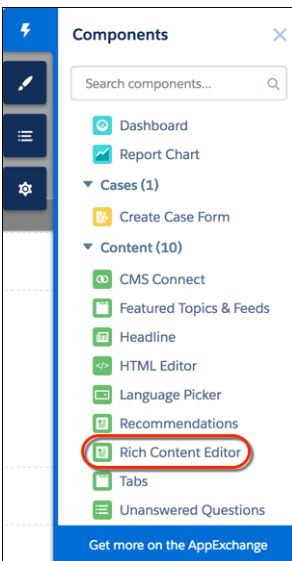 Components
Search components...
Dashboard
Report Chart
Cases (1)
Create Case Form
Content (10)
CMS Connect
Featured Topics & Feeds
Headline
HTML Editor
Language Picker
Recommendations
Rich Content Editor
Tabs
Unanswered Questions
Get more on the AppExchange